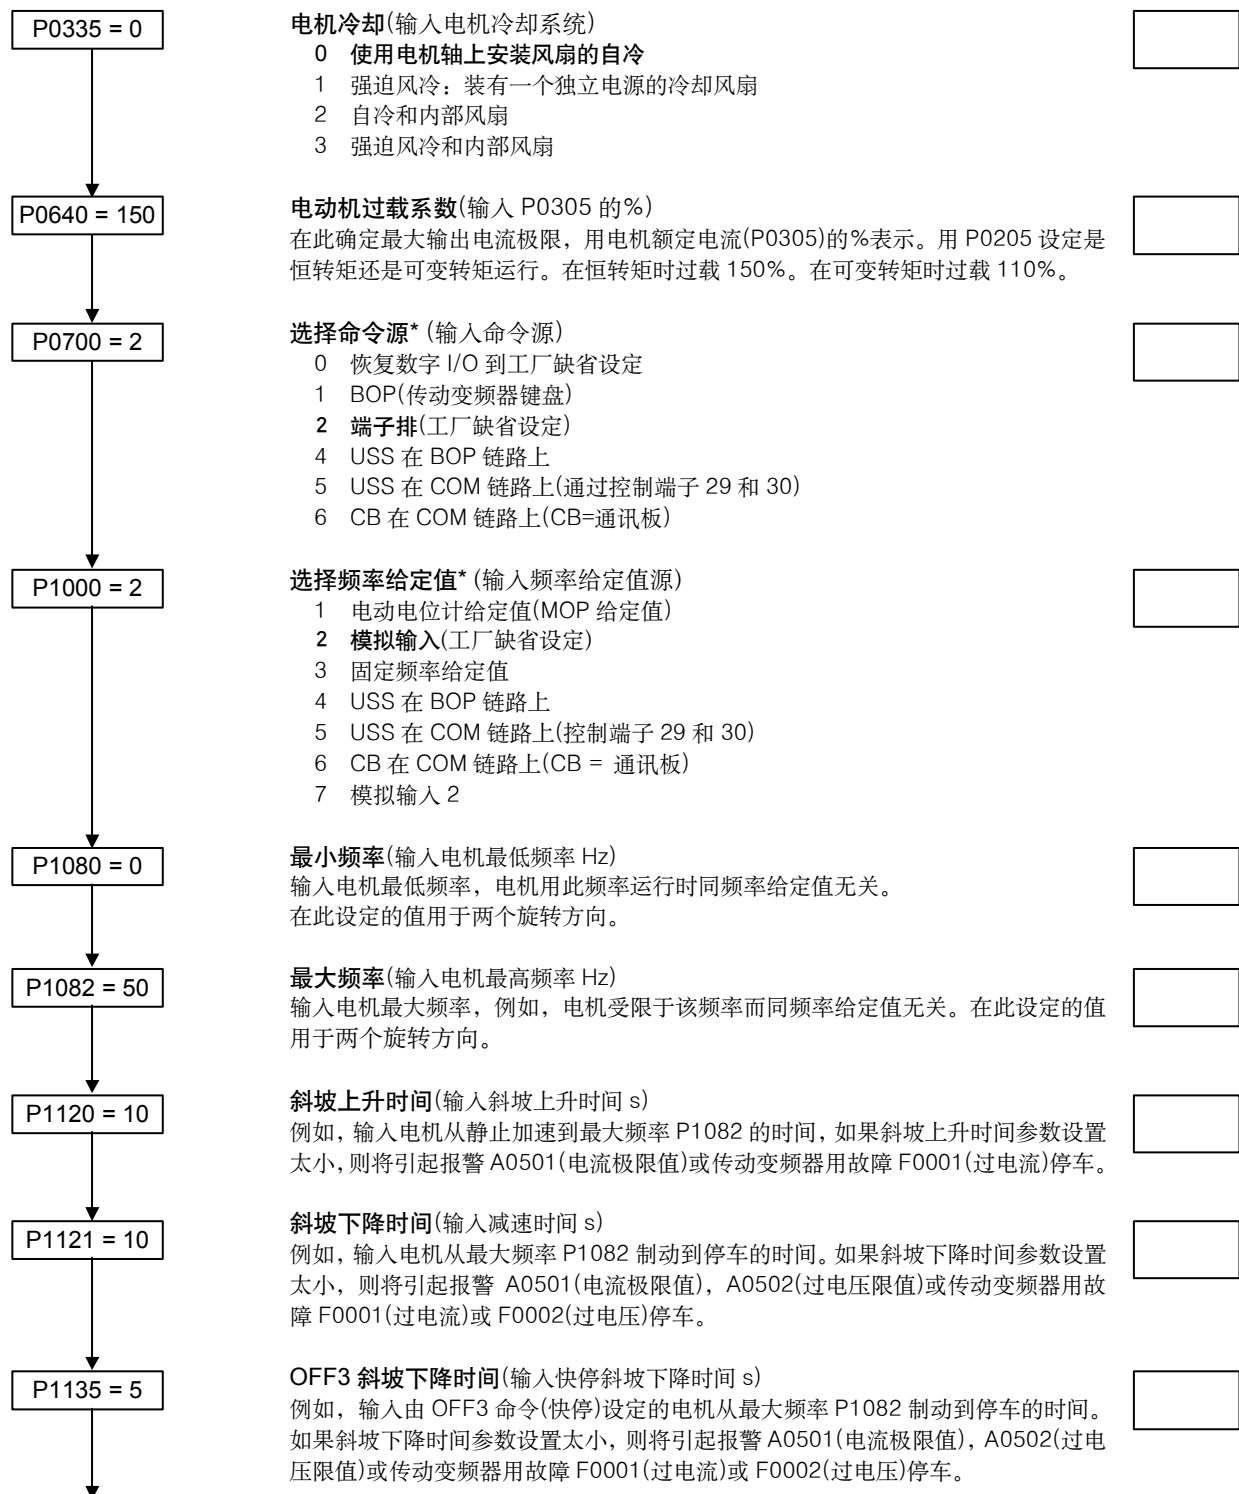 P0335 = 0
电机冷却(输入电机冷却系统)
0 使用电机轴上安装风扇的自冷
1 强迫风冷：装有一个独立电源的冷却风扇
2 自冷和内部风扇
3 强迫风冷和内部风扇
P0640 = 150
电动机过载系数(输入 P0305 的%)
在此确定最大输出电流极限，用电机额定电流(P0305)的%表示。用 P0205 设定是
恒转矩还是可变转矩运行。在恒转矩时过载 150%。在可变转矩时过载 110%。
P0700 = 2
选择命令源* (输入命令源)
0 恢复数字 I/O 到工厂缺省设定
1 BOP(传动变频器键盘)
2 端子排(工厂缺省设定)
4 USS 在 BOP 链路上
5 USS 在 COM 链路上(通过控制端子 29 和 30)
6 CB 在 COM 链路上(CB=通讯板)
P1000 = 2
选择频率给定值* (输入频率给定值源)
1 电动电位计给定值(MOP 给定值)
2 模拟输入(工厂缺省设定)
3 固定频率给定值
4 USS 在 BOP 链路上
5 USS 在 COM 链路上(控制端子 29 和 30)
6 CB 在 COM 链路上(CB = 通讯板)
7 模拟输入 2
P1080 = 0
最小频率(输入电机最低频率 Hz)
输入电机最低频率，电机用此频率运行时同频率给定值无关。
在此设定的值用于两个旋转方向。
P1082 = 50
最大频率(输入电机最高频率 Hz)
输入电机最大频率，例如，电机受限于该频率而同频率给定值无关。在此设定的值
用于两个旋转方向。
P1120 = 10
斜坡上升时间(输入斜坡上升时间 s)
例如，输入电机从静止加速到最大频率 P1082 的时间，如果斜坡上升时间参数设置
太小，则将引起报警 A0501(电流极限值)或传动变频器用故障 F0001(过电流)停车。
P1121 = 10
斜坡下降时间(输入减速时间 s)
例如，输入电机从最大频率 P1082 制动到停车的时间。如果斜坡下降时间参数设置
太小，则将引起报警 A0501(电流极限值)，A0502(过电压限值)或传动变频器用故
障 F0001(过电流)或 F0002(过电压)停车。
P1135 = 5
OFF3 斜坡下降时间(输入快停斜坡下降时间 s)
例如，输入由 OFF3 命令(快停)设定的电机从最大频率 P1082 制动到停车的时间。
如果斜坡下降时间参数设置太小，则将引起报警 A0501(电流极限值)，A0502(过电
压限值)或传动变频器用故障 F0001(过电流)或 F0002(过电压)停车。